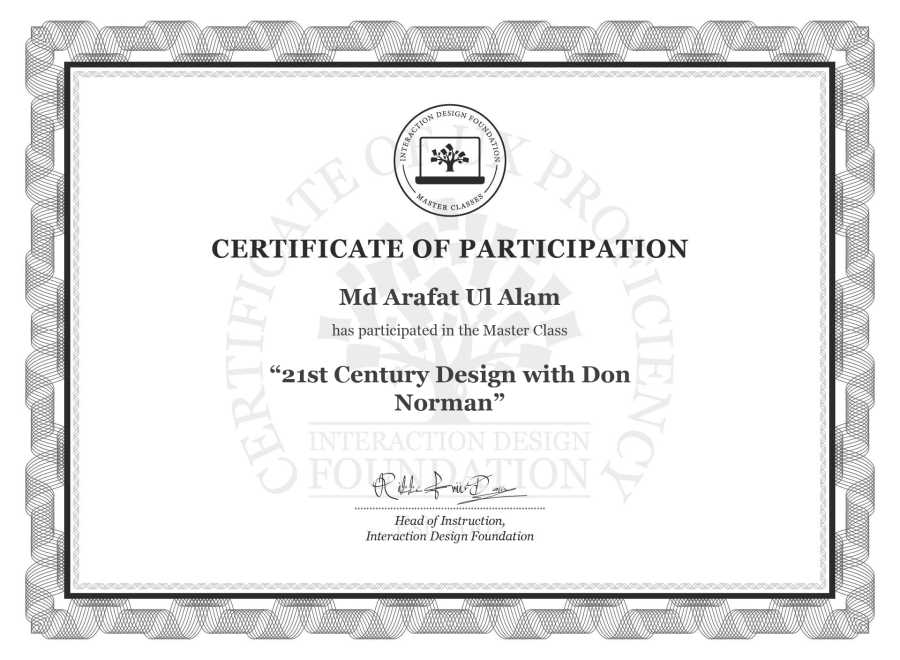 INTERACTION DESIGN FOUNDATION
MASTER CLASSES
CERTIFICATE OF UX PROFICIENCY
CERTIFICATE OF PARTICIPATION
Md Arafat Ul Alam
has participated in the Master Class
“21st Century Design with Don
Norman”
INTERACTION DESIGN
FOUNDATION
Head of Instruction,
Interaction Design Foundation